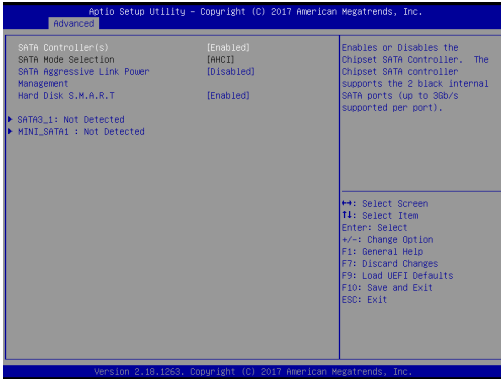 Aptio Setup Utility – Copyright (C) 2017 American Megatrends, Inc.
Advanced
SATA Controller(s) [Enabled]
SATA Mode Selection [AHCI]
SATA Aggressive Link Power [Disabled]
Management
Hard Disk S.M.A.R.T [Enabled]
SATA3_1: Not Detected
MINI_SATA1 : Not Detected
Enables or Disables the
Chipset SATA Controller. The
Chipset SATA controller
supports the 2 black internal
SATA ports (up to 3Gb/s
supported per port).
↔: Select Screen
↑↓: Select Item
Enter: Select
+/-: Change Option
F1: General Help
F7: Discard Changes
F9: Load UEFI Defaults
F10: Save and Exit
ESC: Exit
Version 2.18.1263. Copyright (C) 2017 American Megatrends, Inc.